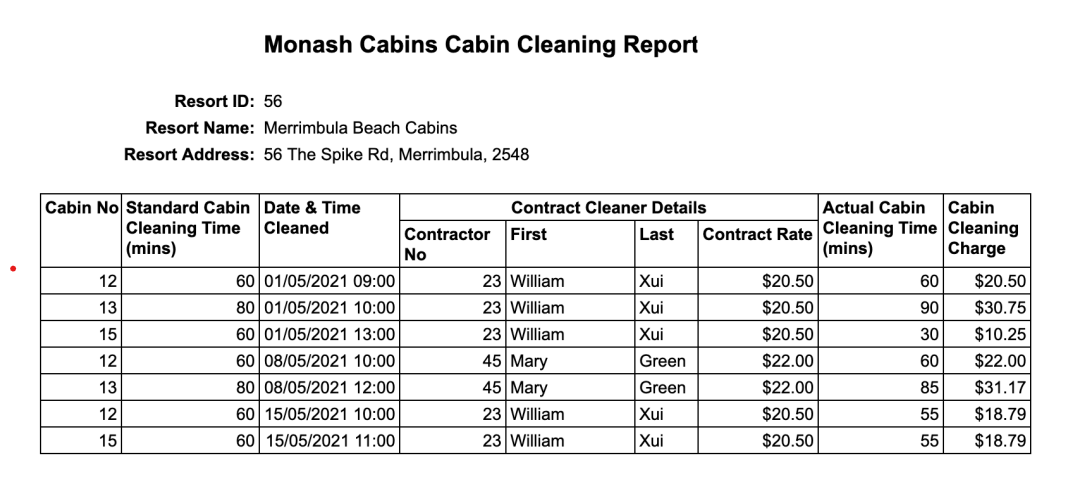 Monash Cabins Cabin Cleaning Report
Resort ID: 56
Resort Name: Merrimbula Beach Cabins
Resort Address: 56 The Spike Rd, Merrimbula, 2548
Cabin No Standard Cabin Cleaning Time (mins) Date & Time Cleaned Contract Cleaner Details Actual Cabin Cleaning Time (mins) Cabin Cleaning Charge
Contractor No First Last Contract Rate
12 60 01/05/2021 09:00 23 William Xui $20.50 60 $20.50
13 80 01/05/2021 10:00 23 William Xui $20.50 90 $30.75
15 60 01/05/2021 13:00 23 William Xui $20.50 30 $10.25
12 60 08/05/2021 10:00 45 Mary Green $22.00 60 $22.00
13 80 08/05/2021 12:00 45 Mary Green $22.00 85 $31.17
12 60 15/05/2021 10:00 23 William Xui $20.50 55 $18.79
15 60 15/05/2021 11:00 23 William Xui $20.50 55 $18.79